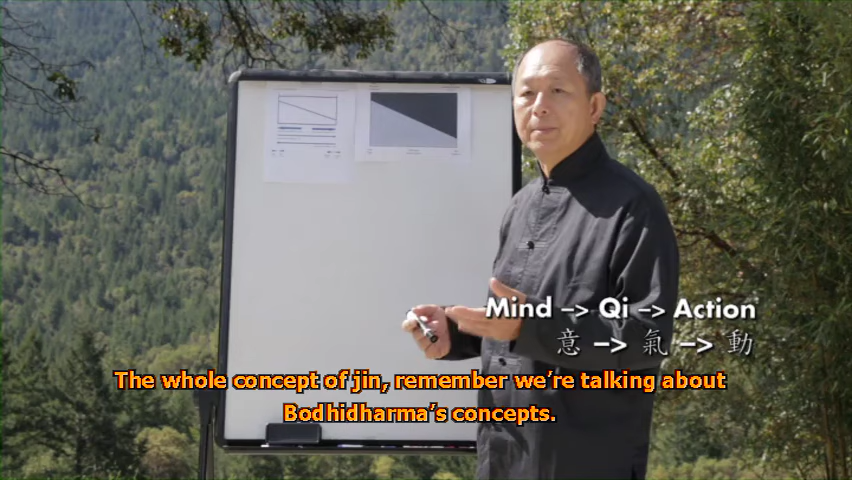 Mind –> Qi –> Action
意 –> 氣 –> 動
The whole concept of jin, remember we're talking about
Bodhidharma's concepts.